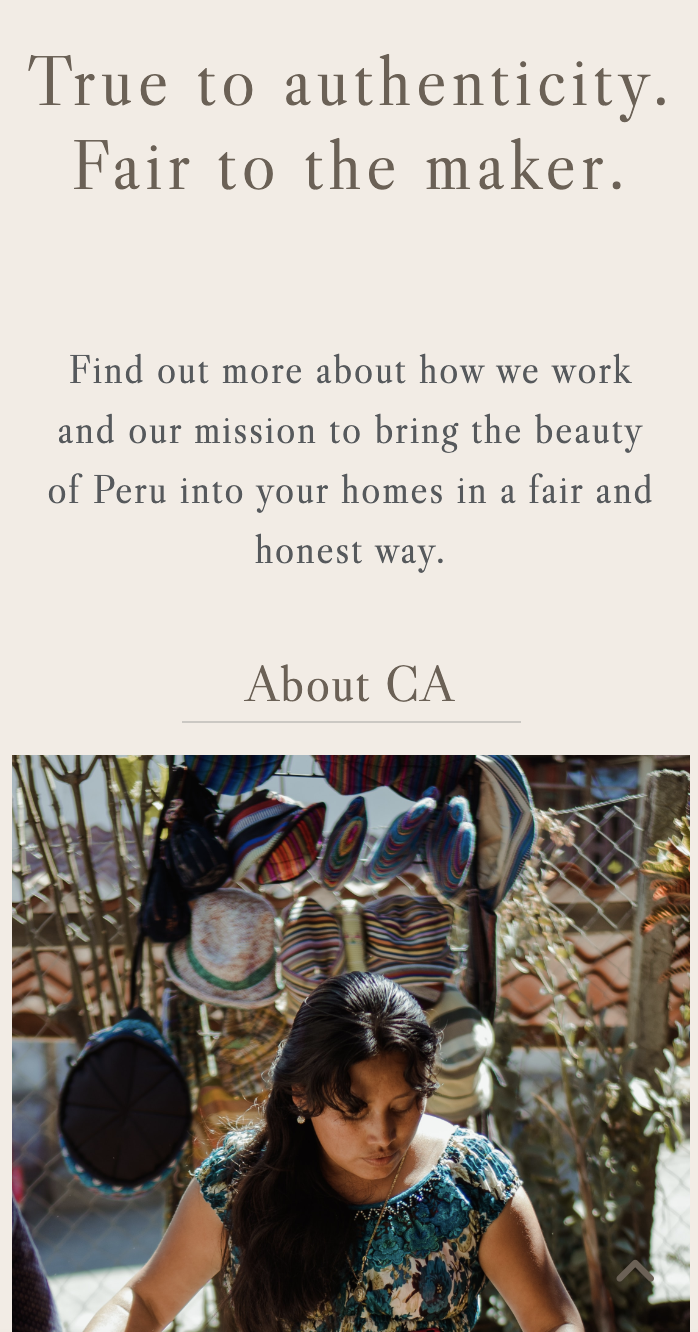 True to authenticity.
Fair to the maker.
Find out more about how we work
and our mission to bring the beauty
of Peru into your homes in a fair and
honest way.
About CA